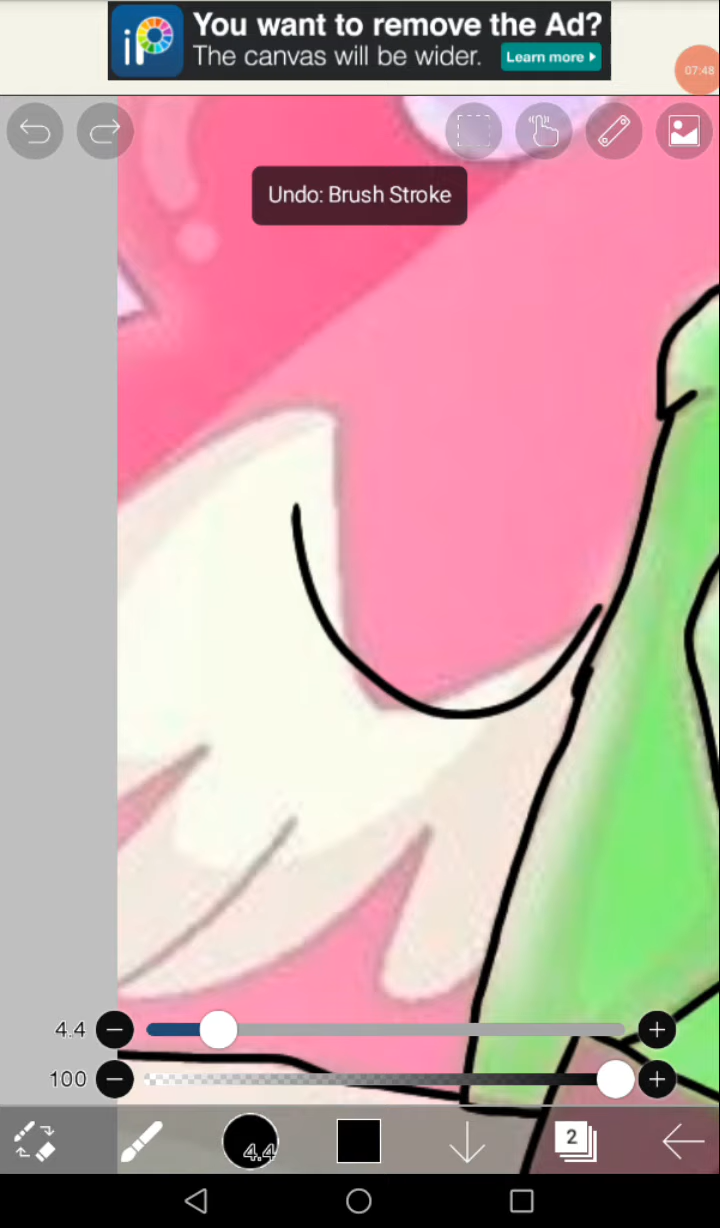 iP
You want to remove the Ad?
The canvas will be wider.
Learn more
07:48
Undo: Brush Stroke
4.4
100
4.4
2